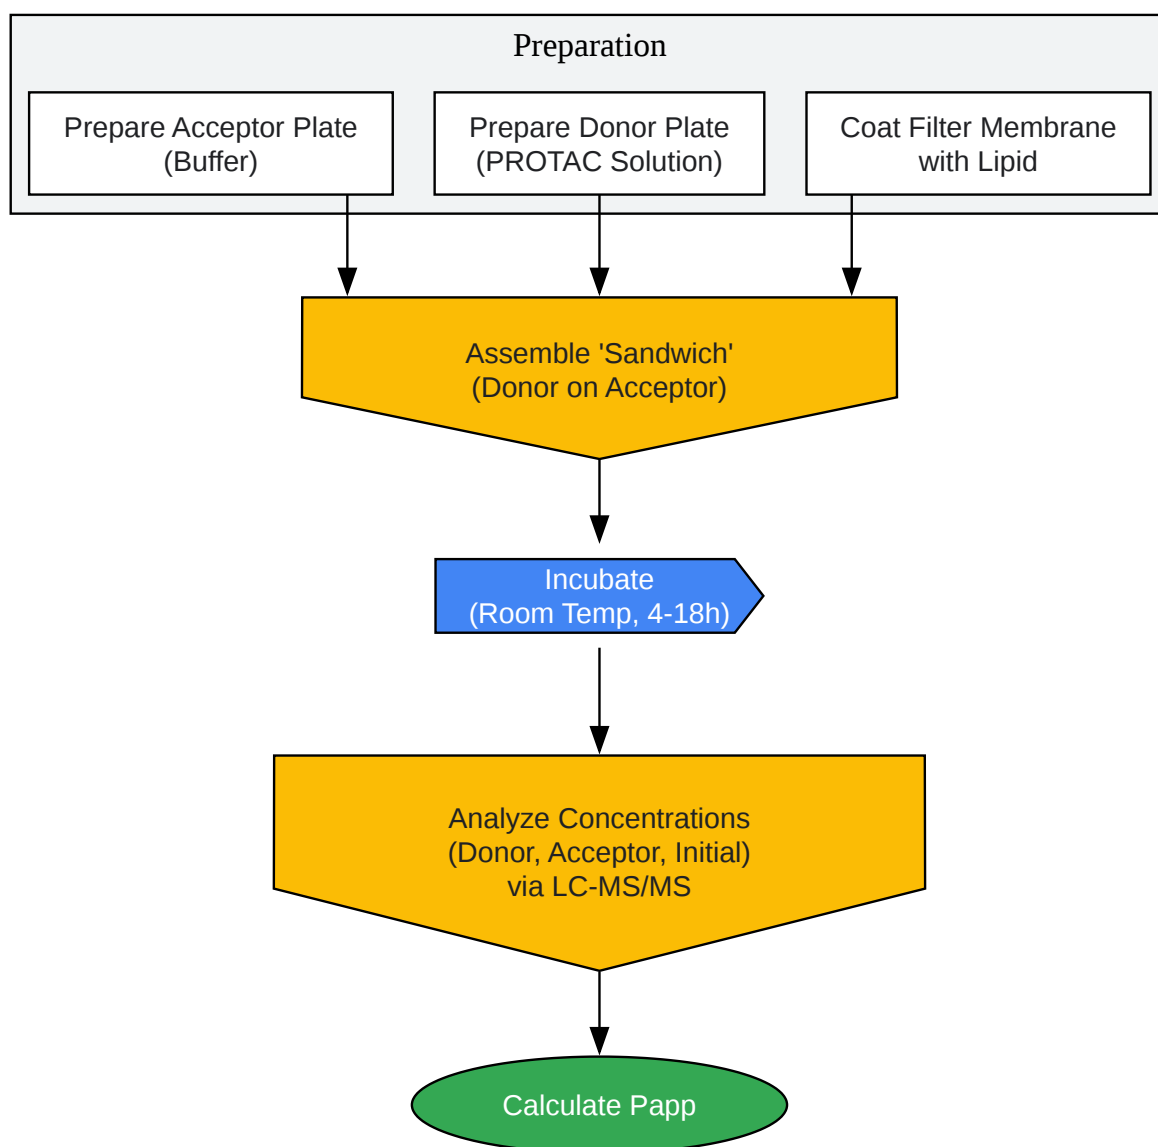 Preparation
Prepare Acceptor Plate
(Buffer)
Prepare Donor Plate
(PROTAC Solution)
Coat Filter Membrane
with Lipid
Assemble 'Sandwich'
(Donor on Acceptor)
Incubate
(Room Temp, 4-18h)
Analyze Concentrations
(Donor, Acceptor, Initial)
via LC-MS/MS
Calculate Papp